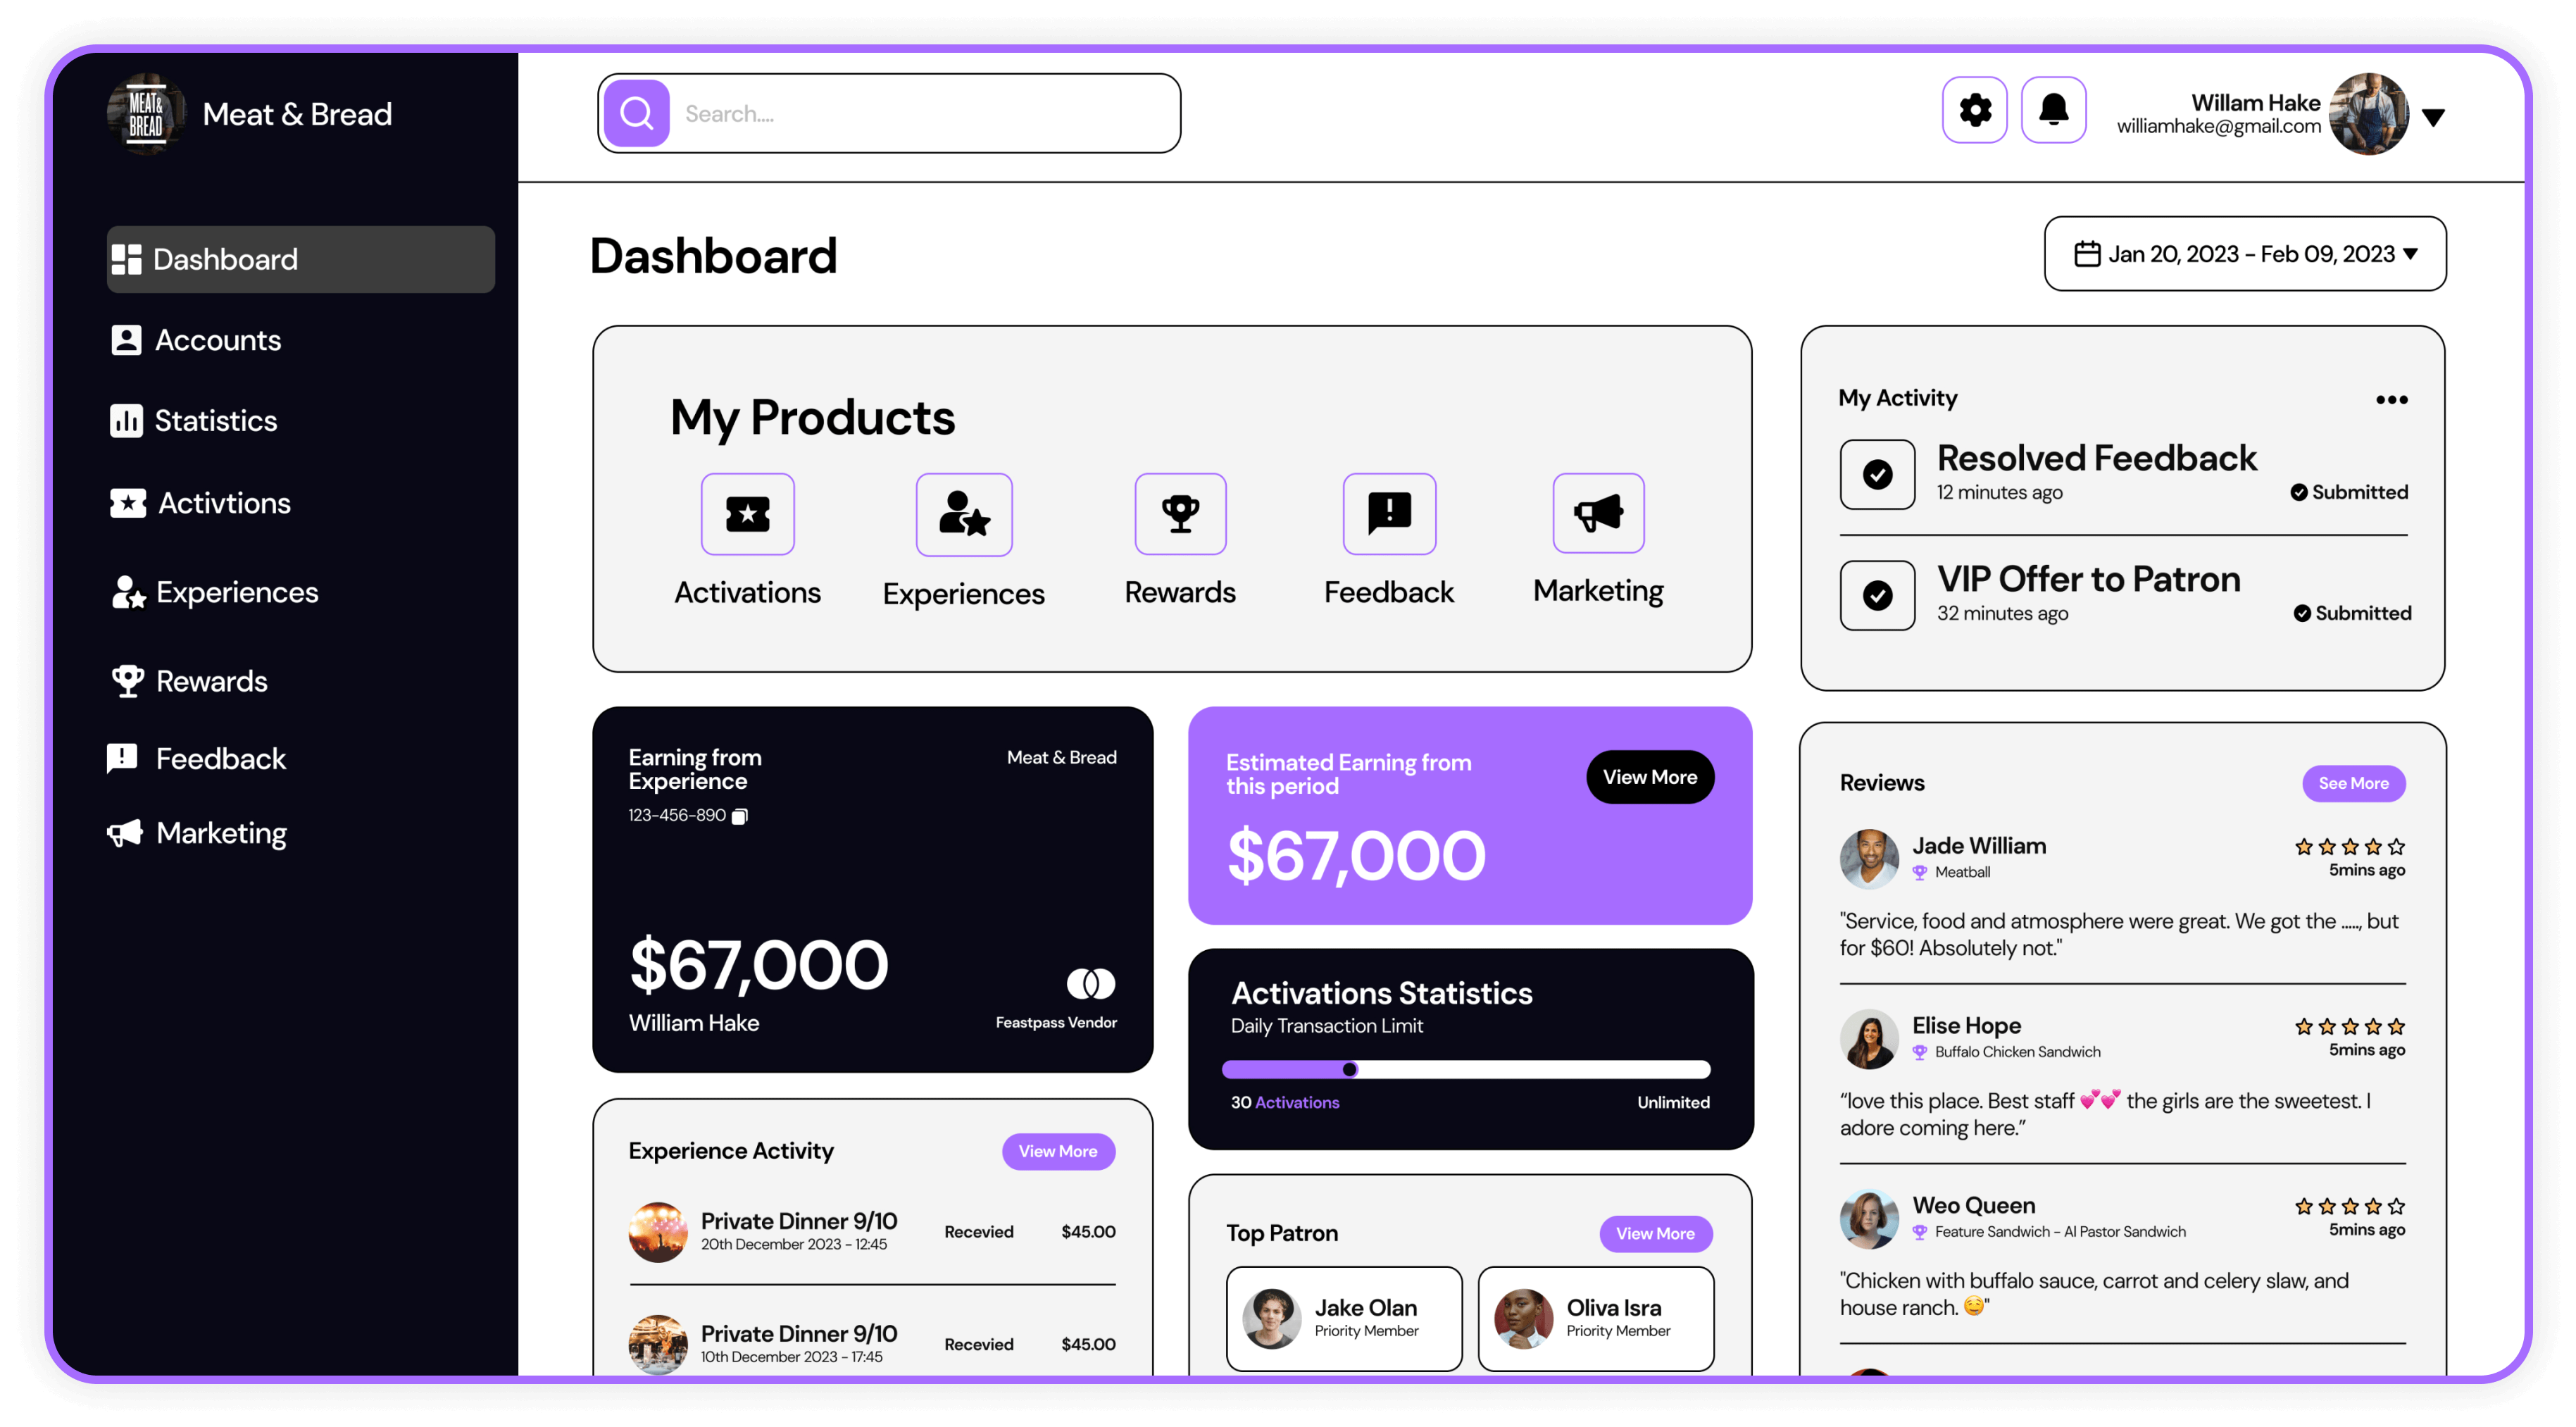 MEAT&
BREAD
Meat & Bread
Dashboard
Accounts
Statistics
Activtions
Experiences
Rewards
Feedback
Marketing
Search....
Willam Hake
williamhake@gmail.com
Dashboard
Jan 20, 2023 - Feb 09, 2023
My Products
Activations
Experiences
Rewards
Feedback
Marketing
My Activity
Resolved Feedback
12 minutes ago
Submitted
VIP Offer to Patron
32 minutes ago
Submitted
Earning from
Experience
Meat & Bread
123-456-890
$67,000
William Hake
Feastpass Vendor
Estimated Earning from
this period
View More
$67,000
Activations Statistics
Daily Transaction Limit
30 Activations
Unlimited
Experience Activity
View More
Private Dinner 9/10
20th December 2023 - 12:45
Recevied
$45.00
Private Dinner 9/10
10th December 2023 - 17:45
Recevied
$45.00
Top Patron
View More
Jake Olan
Priority Member
Oliva Isra
Priority Member
Reviews
See More
Jade William
Meatball
5mins ago
"Service, food and atmosphere were great. We got the ....., but
for $60! Absolutely not."
Elise Hope
Buffalo Chicken Sandwich
5mins ago
“love this place. Best staff 💕💕 the girls are the sweetest. I
adore coming here.”
Weo Queen
Feature Sandwich - Al Pastor Sandwich
5mins ago
"Chicken with buffalo sauce, carrot and celery slaw, and
house ranch. 🤤"